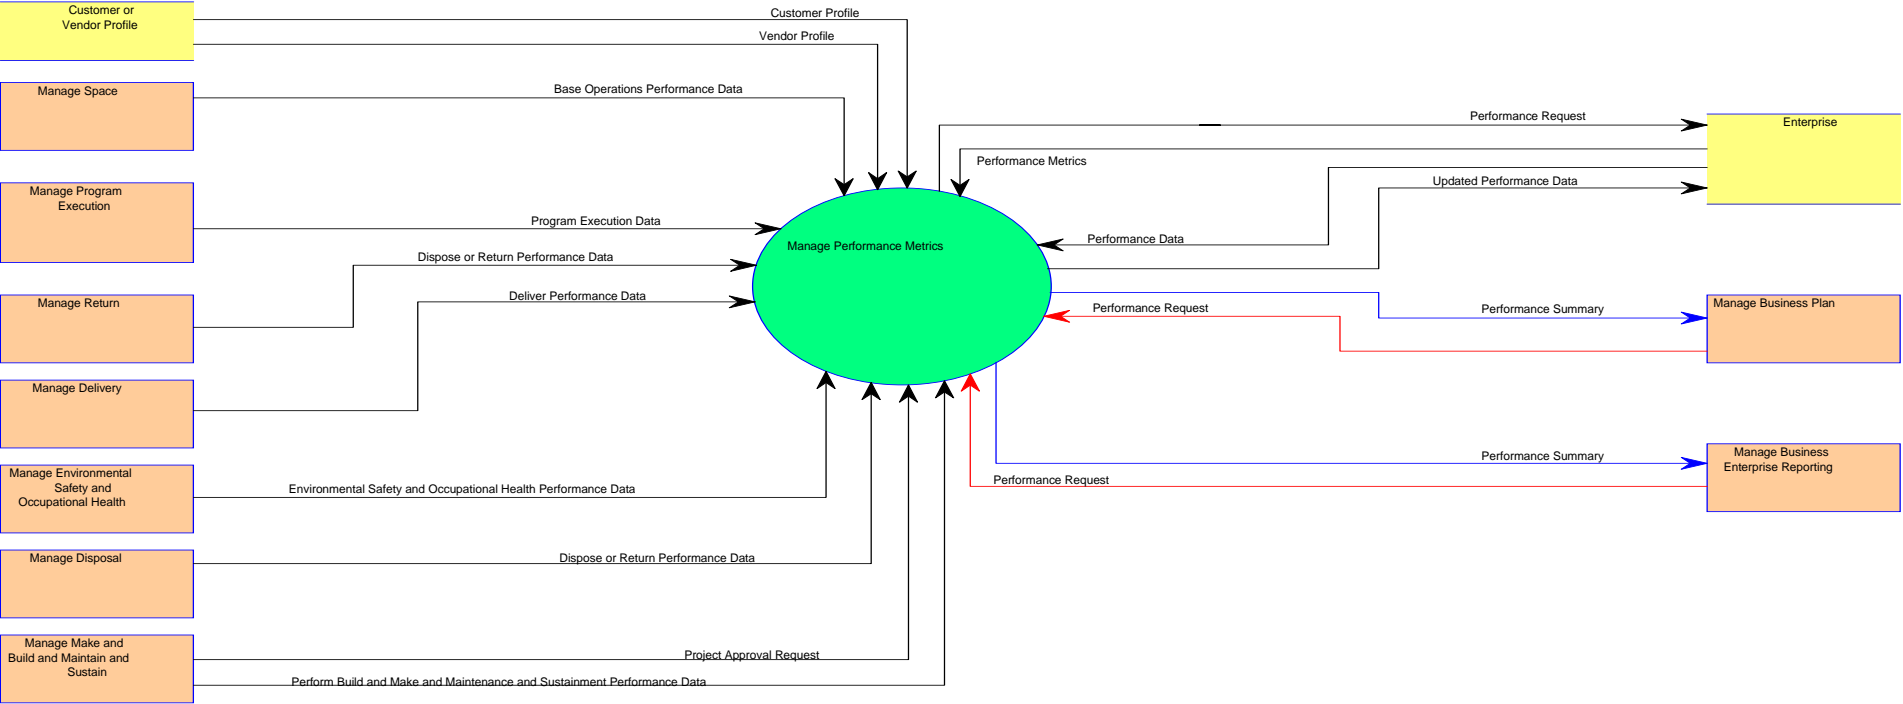 Customer or
Vendor Profile
Customer Profile
Vendor Profile
Manage Space
Base Operations Performance Data
Performance Request
Enterprise
Performance Metrics
Manage Program
Execution
Updated Performance Data
Program Execution Data
Performance Data
Manage Performance Metrics
Dispose or Return Performance Data
Manage Return
Deliver Performance Data
Performance Request
Performance Summary
Manage Business Plan
Manage Delivery
Manage Environmental
Safety and
Occupational Health
Environmental Safety and Occupational Health Performance Data
Performance Summary
Performance Request
Manage Business
Enterprise Reporting
Manage Disposal
Dispose or Return Performance Data
Manage Make and
Build and Maintain and
Sustain
Project Approval Request
Perform Build and Make and Maintenance and Sustainment Performance Data